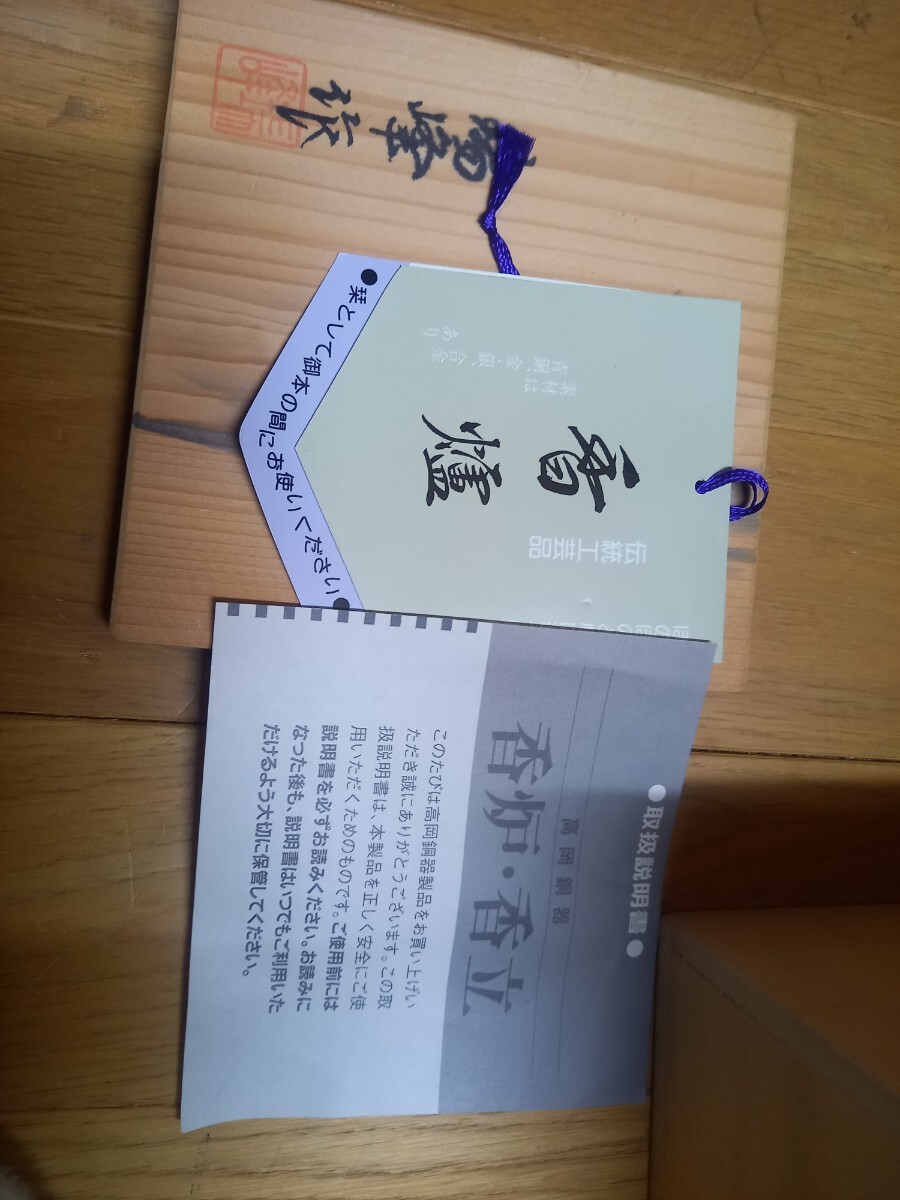 陽峰作
●栞として御本の間にお使いください●
香爐
伝統工芸品
素材は
青銅、金・銀、合金
あり
●取扱説明書●
高岡銅器
香炉・香立
このたびは高岡銅器製品をお買い上げい
ただき誠にありがとうございます。この取
扱説明書は、本製品を正しく安全にご使
用いただくためのものです。ご使用前には
説明書を必ずお読みください。お読みに
なった後も、説明書はいつでもご利用いた
だけるよう大切に保管してください。